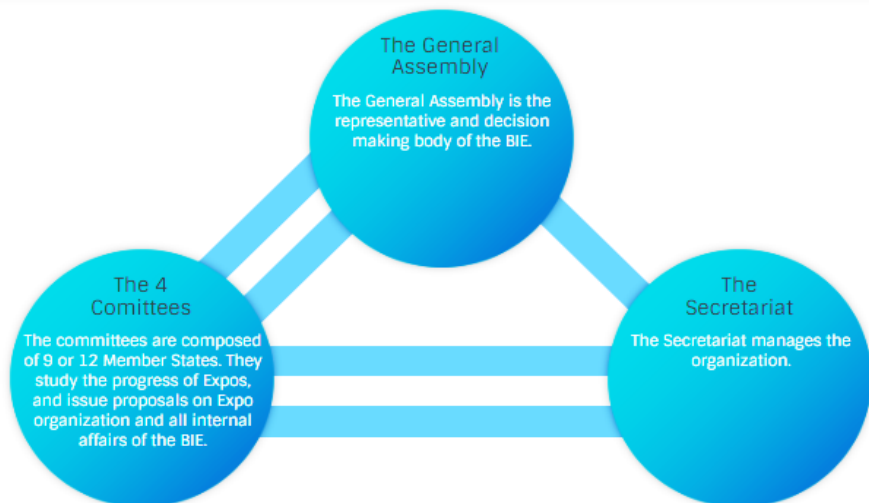 The General
Assembly
The General Assembly is the
representative and decision
making body of the BIE.
The 4
Comittees
The committees are composed
of 9 or 12 Member States. They
study the progress of Expos,
and issue proposals on Expo
organization and all internal
affairs of the BIE.
The
Secretariat
The Secretariat manages the
organization.